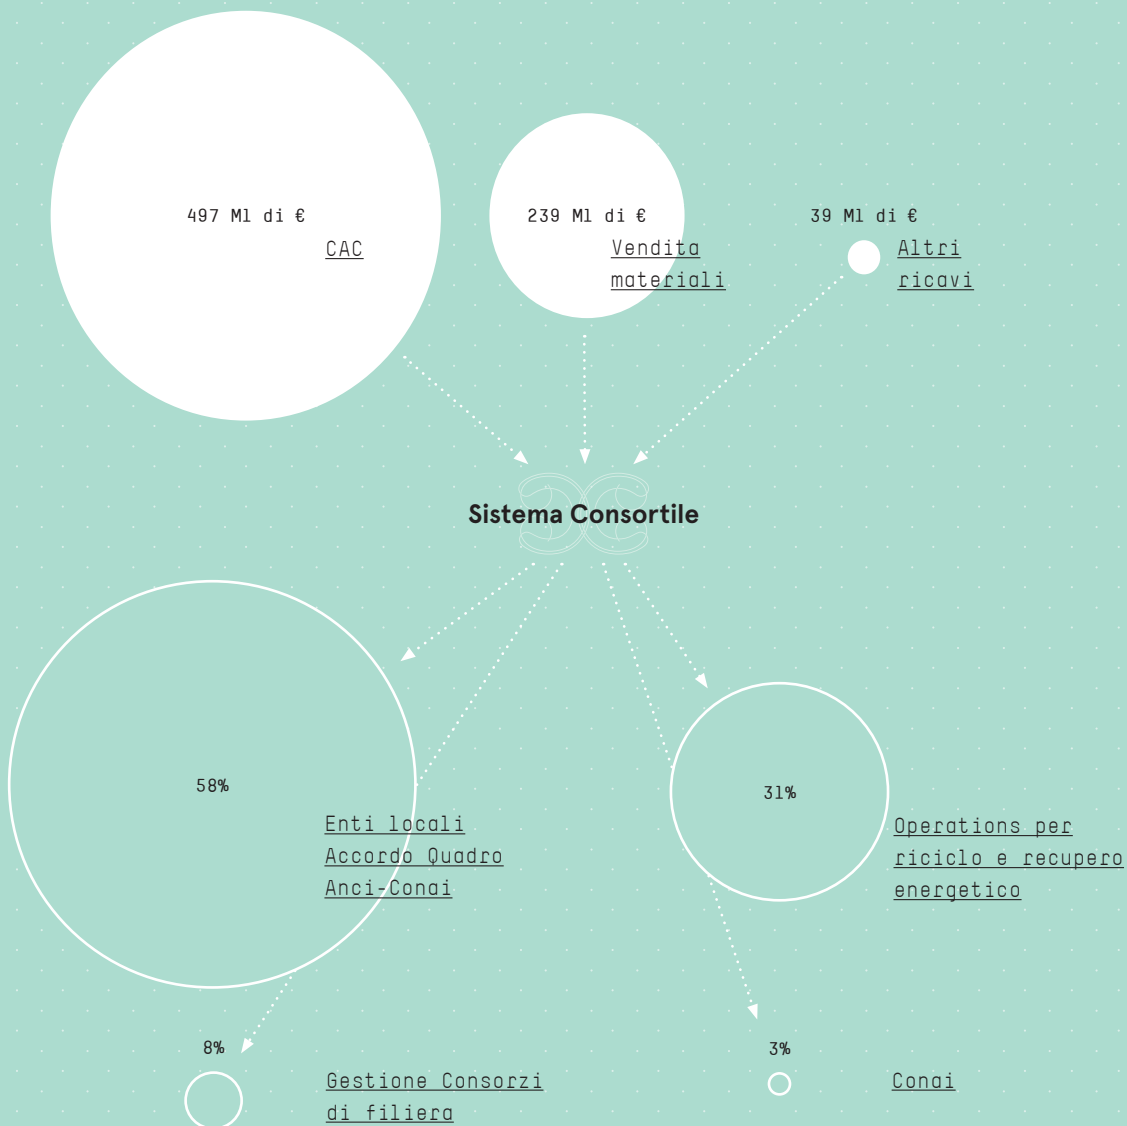 497 Ml di €
CAC
239 Ml di €
Vendita
materiali
39 Ml di €
Altri
ricavi
Sistema Consortile
58%
Enti locali
Accordo Quadro
Anci-Conai
31%
Operations per
riciclo e recupero
energetico
8%
Gestione Consorzi
di filiera
3%
Conai